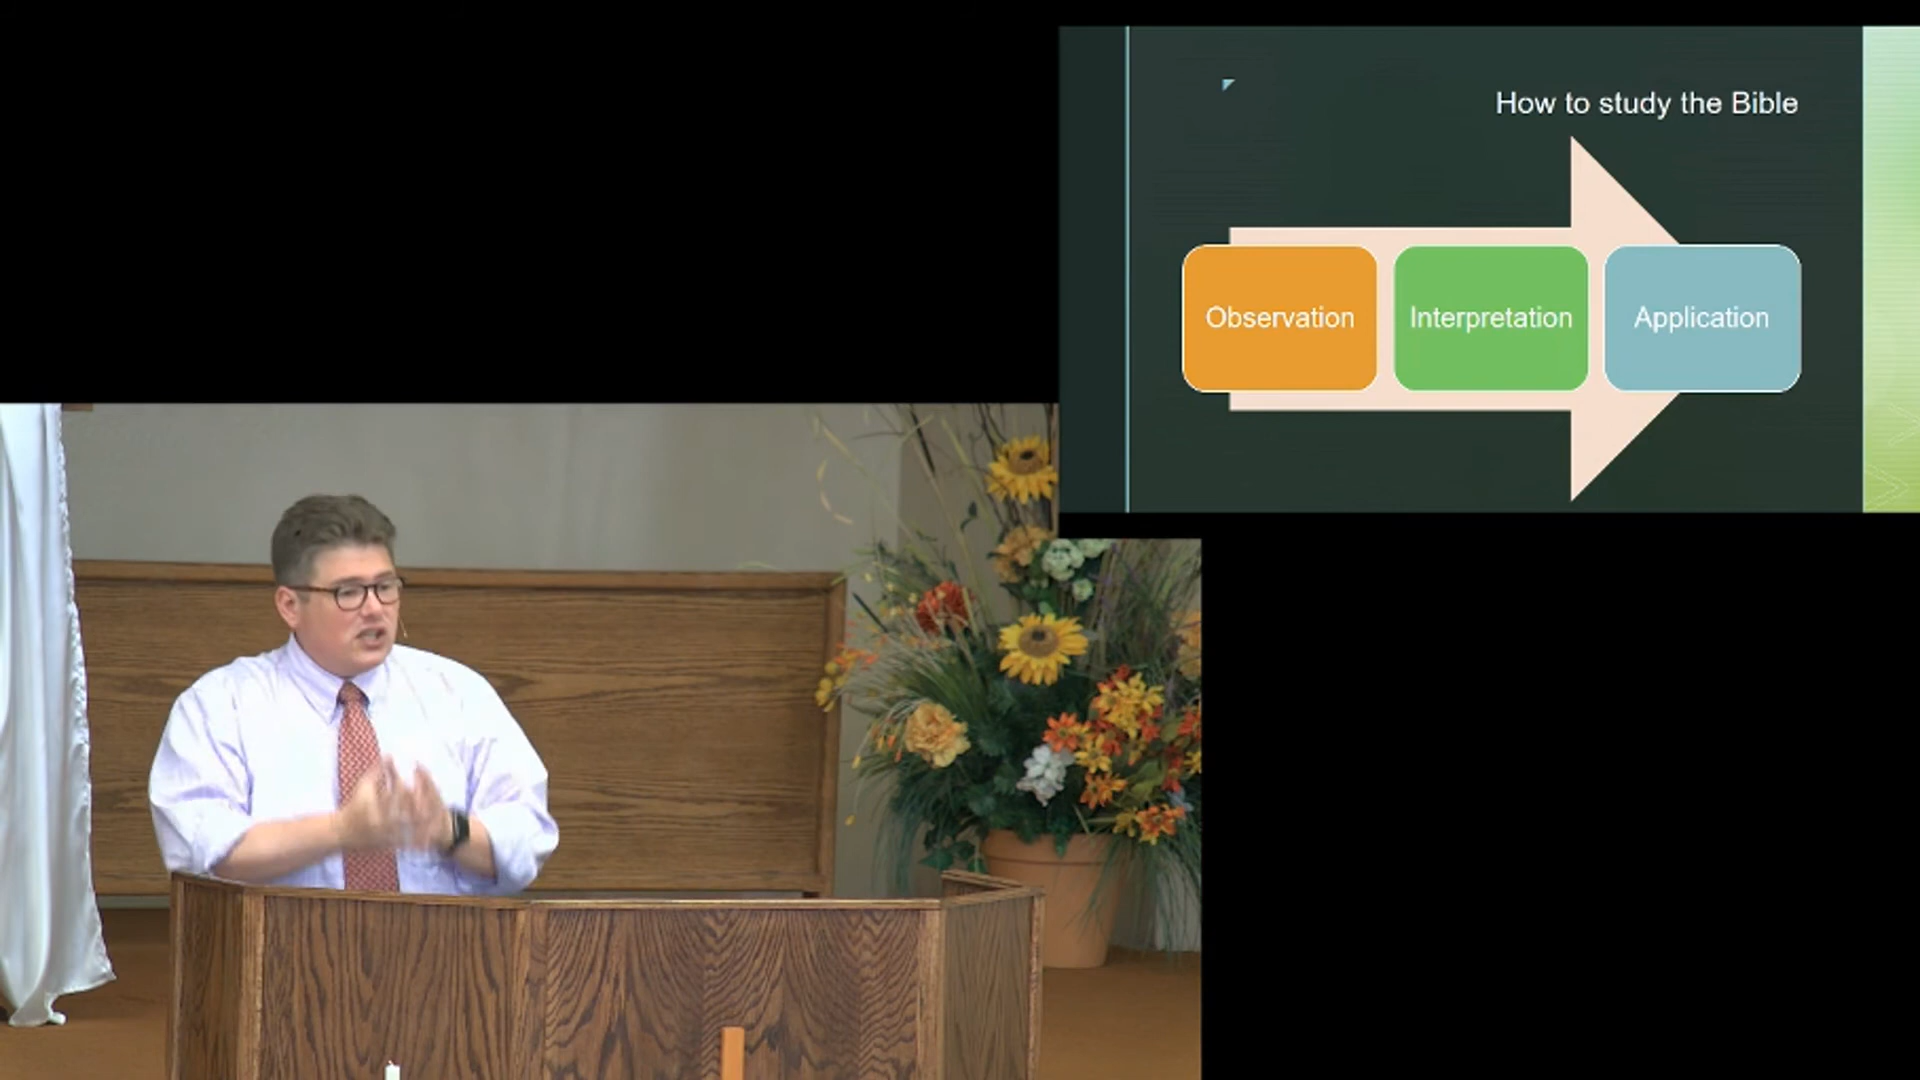 How to study the Bible
Observation
Interpretation
Application